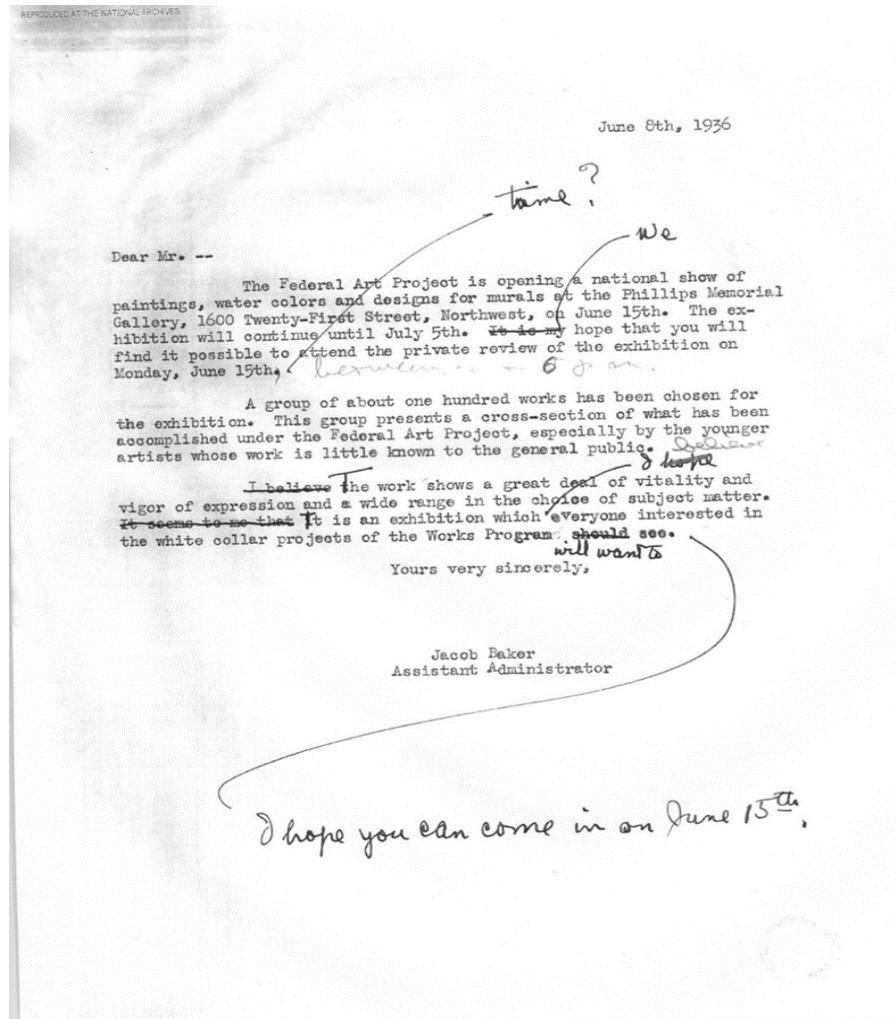 REPRODUCED AT THE NATIONAL ARCHIVES
June 8th, 1936
time?
we
Dear Mr. --
The Federal Art Project is opening a national show of
paintings, water colors and designs for murals at the Phillips Memorial
Gallery, 1600 Twenty-First Street, Northwest, on June 15th. The ex-
hibition will continue until July 5th. It is my hope that you will
find it possible to attend the private review of the exhibition on
Monday, June 15th, between 6 p.m.
A group of about one hundred works has been chosen for
the exhibition. This group presents a cross-section of what has been
accomplished under the Federal Art Project, especially by the younger
artists whose work is little known to the general public. believe
I hope
I believe The work shows a great deal of vitality and
vigor of expression and a wide range in the choice of subject matter.
It seems to me that It is an exhibition which everyone interested in
the white collar projects of the Works Program should see.
will want to
Yours very sincerely,
Jacob Baker
Assistant Administrator
I hope you can come in on June 15th.